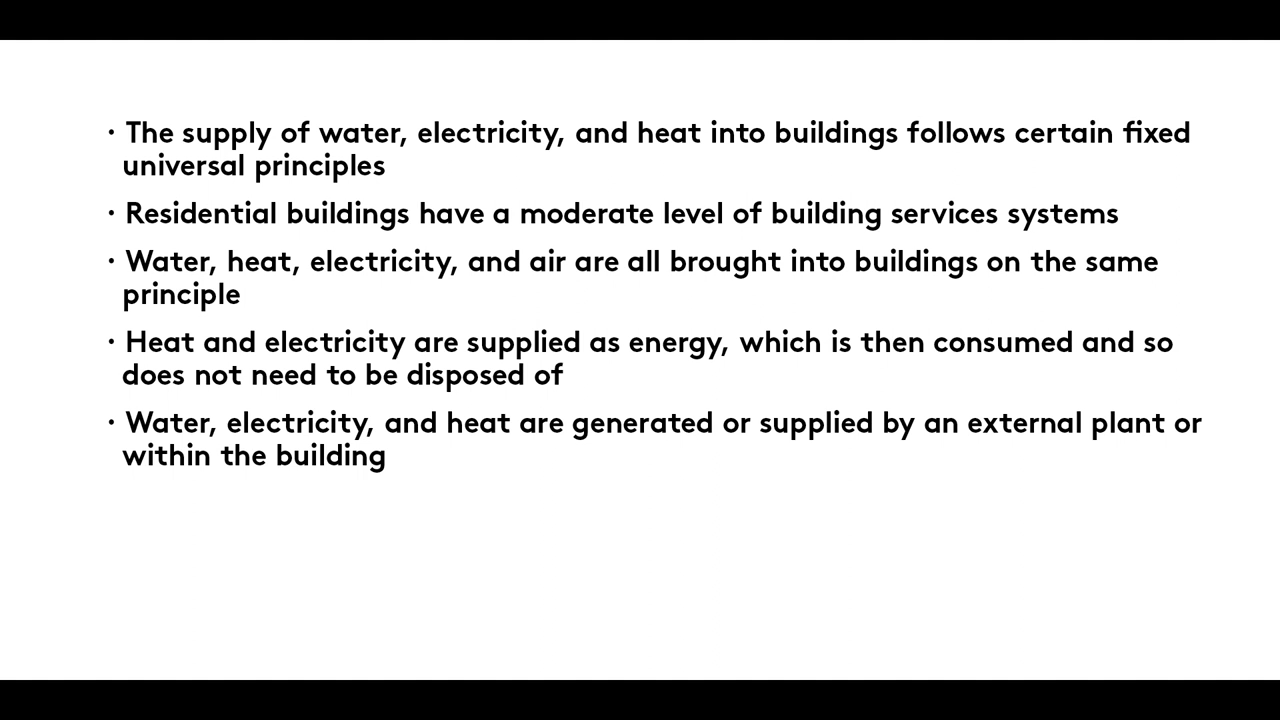 · The supply of water, electricity, and heat into buildings follows certain fixed
universal principles
· Residential buildings have a moderate level of building services systems
· Water, heat, electricity, and air are all brought into buildings on the same
principle
· Heat and electricity are supplied as energy, which is then consumed and so
does not need to be disposed of
· Water, electricity, and heat are generated or supplied by an external plant or
within the building